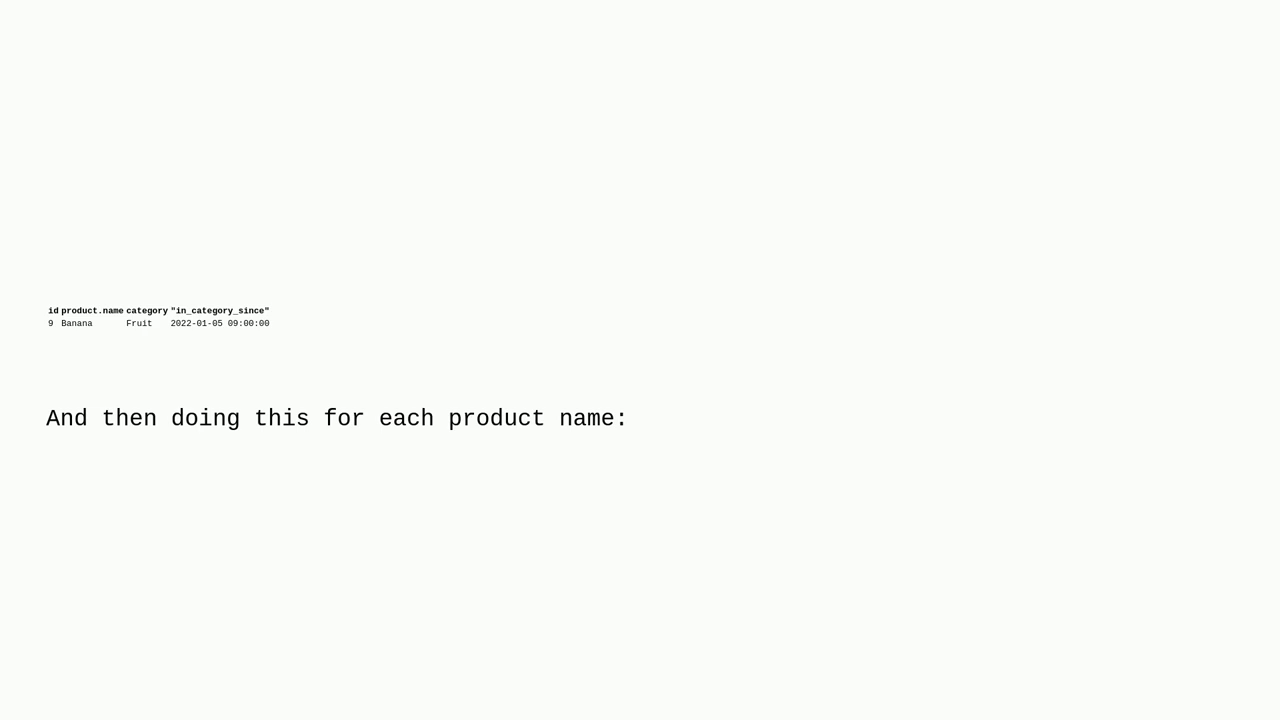 id product.name category "in_category_since"
9 Banana Fruit 2022-01-05 09:00:00
And then doing this for each product name: